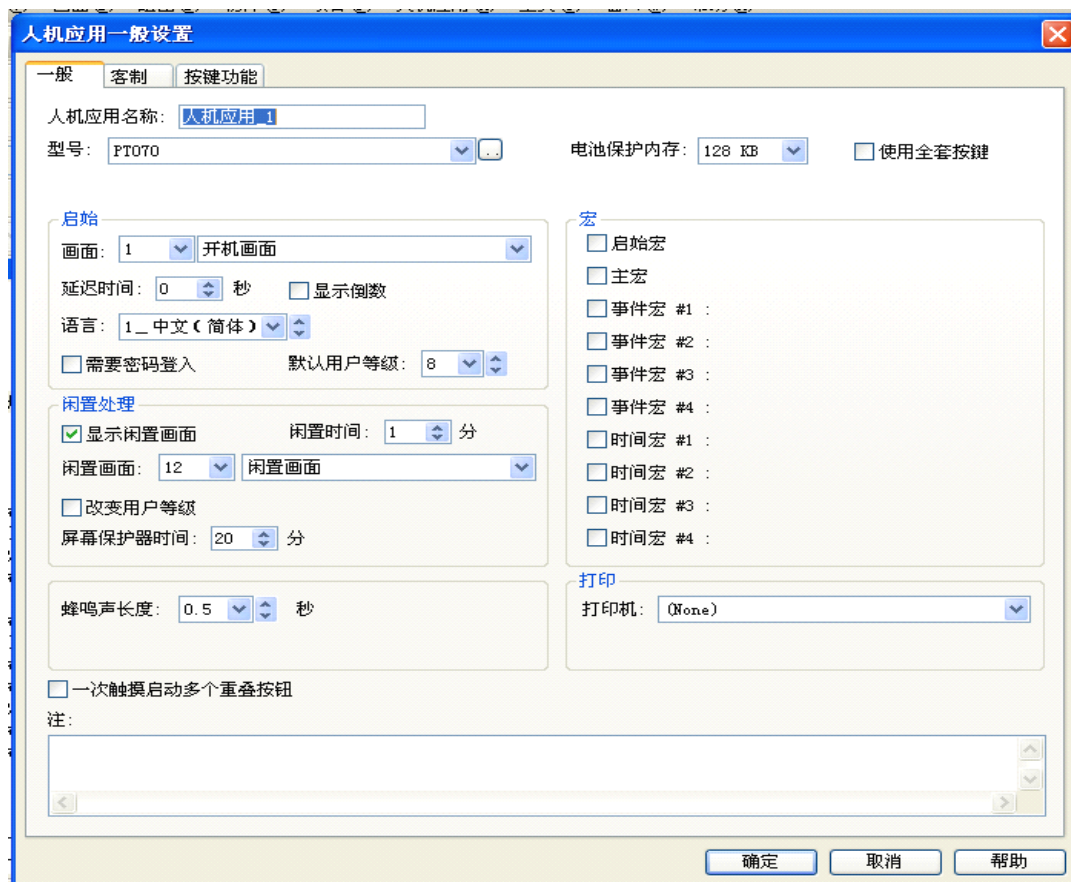 人机应用一般设置
一般 客制 按键功能
人机应用名称: 人机应用_1
型号: PT070 .. 电池保护内存: 128 KB 使用全套按键
启始
画面: 1 开机画面
延迟时间: 0 秒 显示倒数
语言: 1_ 中文(简体)
需要密码登入 默认用户等级: 8
闲置处理
显示闲置画面 闲置时间: 1 分
闲置画面: 12 闲置画面
改变用户等级
屏幕保护器时间: 20 分
蜂鸣声长度: 0.5 秒
宏
启始宏
主宏
事件宏 #1 :
事件宏 #2 :
事件宏 #3 :
事件宏 #4 :
时间宏 #1 :
时间宏 #2 :
时间宏 #3 :
时间宏 #4 :
打印
打印机: (None)
一次触摸启动多个重叠按钮
注:
确定 取消 帮助